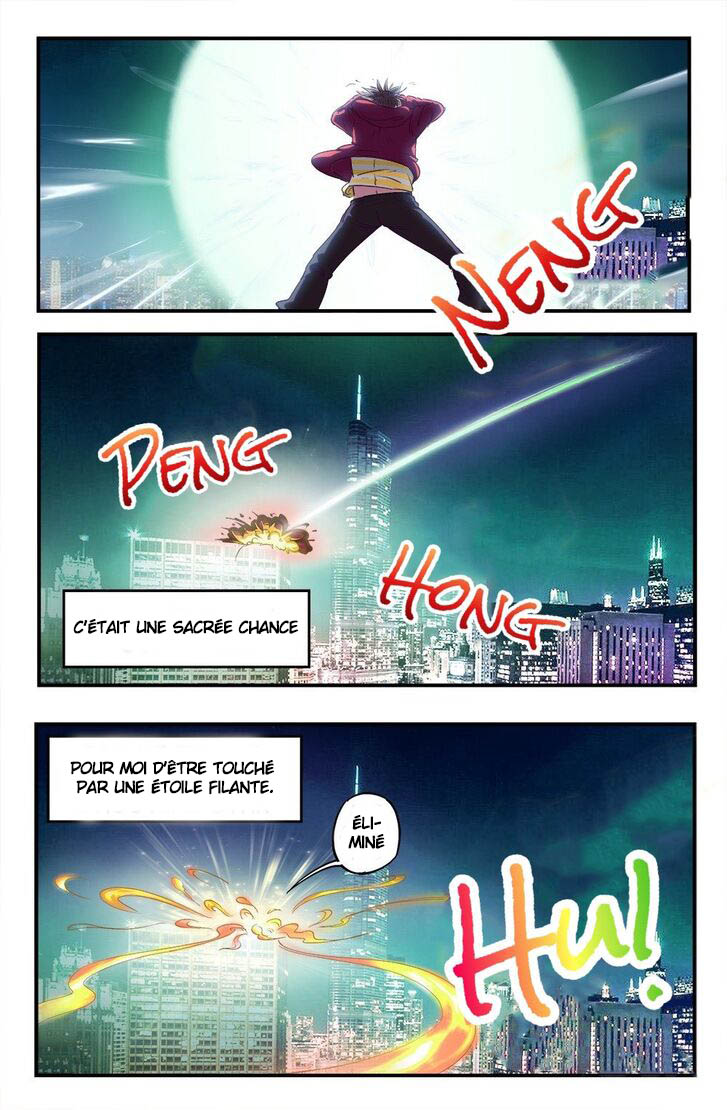 NENG
PENG
HONG
C'ÉTAIT UNE SACRÉE CHANCE
POUR MOI D'ÊTRE TOUCHÉ
PAR UNE ÉTOILE FILANTE.
ÉLI-
MINÉ
HU!